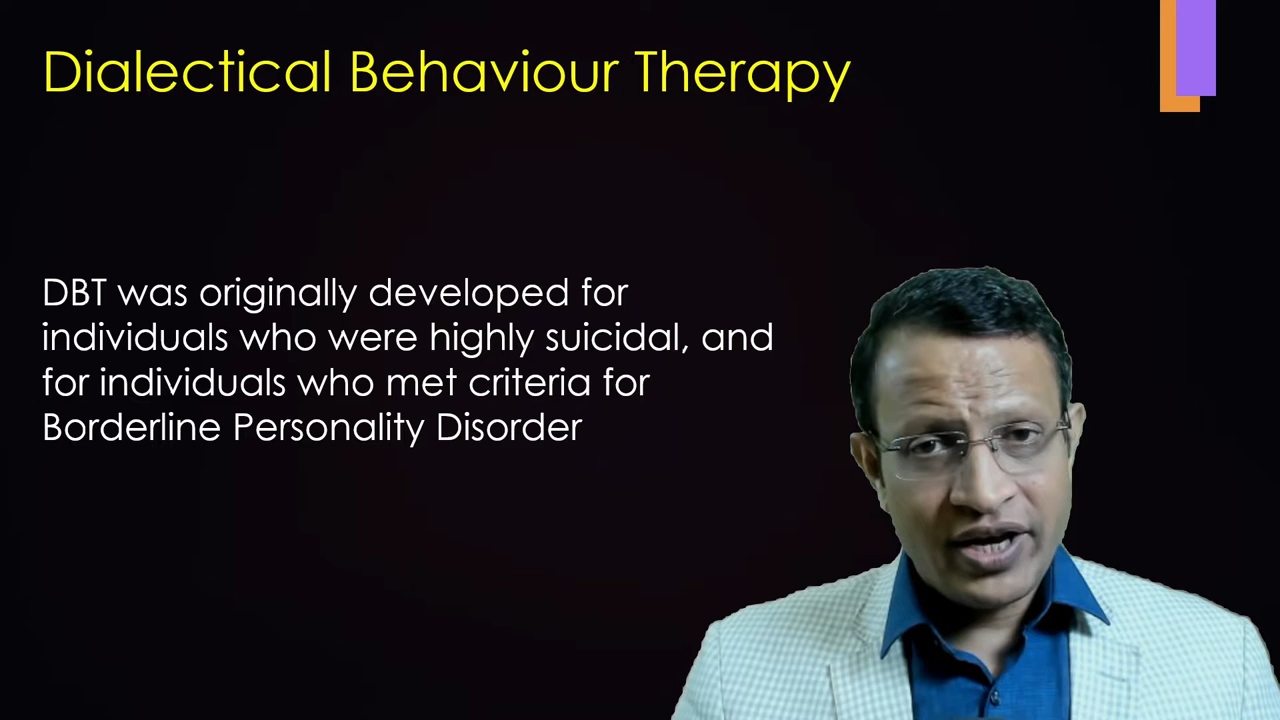 Dialectical Behaviour Therapy
DBT was originally developed for
individuals who were highly suicidal, and
for individuals who met criteria for
Borderline Personality Disorder